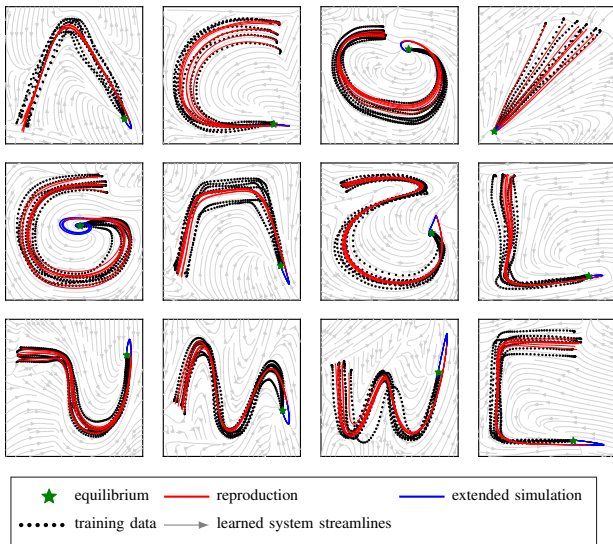 equilibrium reproduction extended simulation
training data learned system streamlines